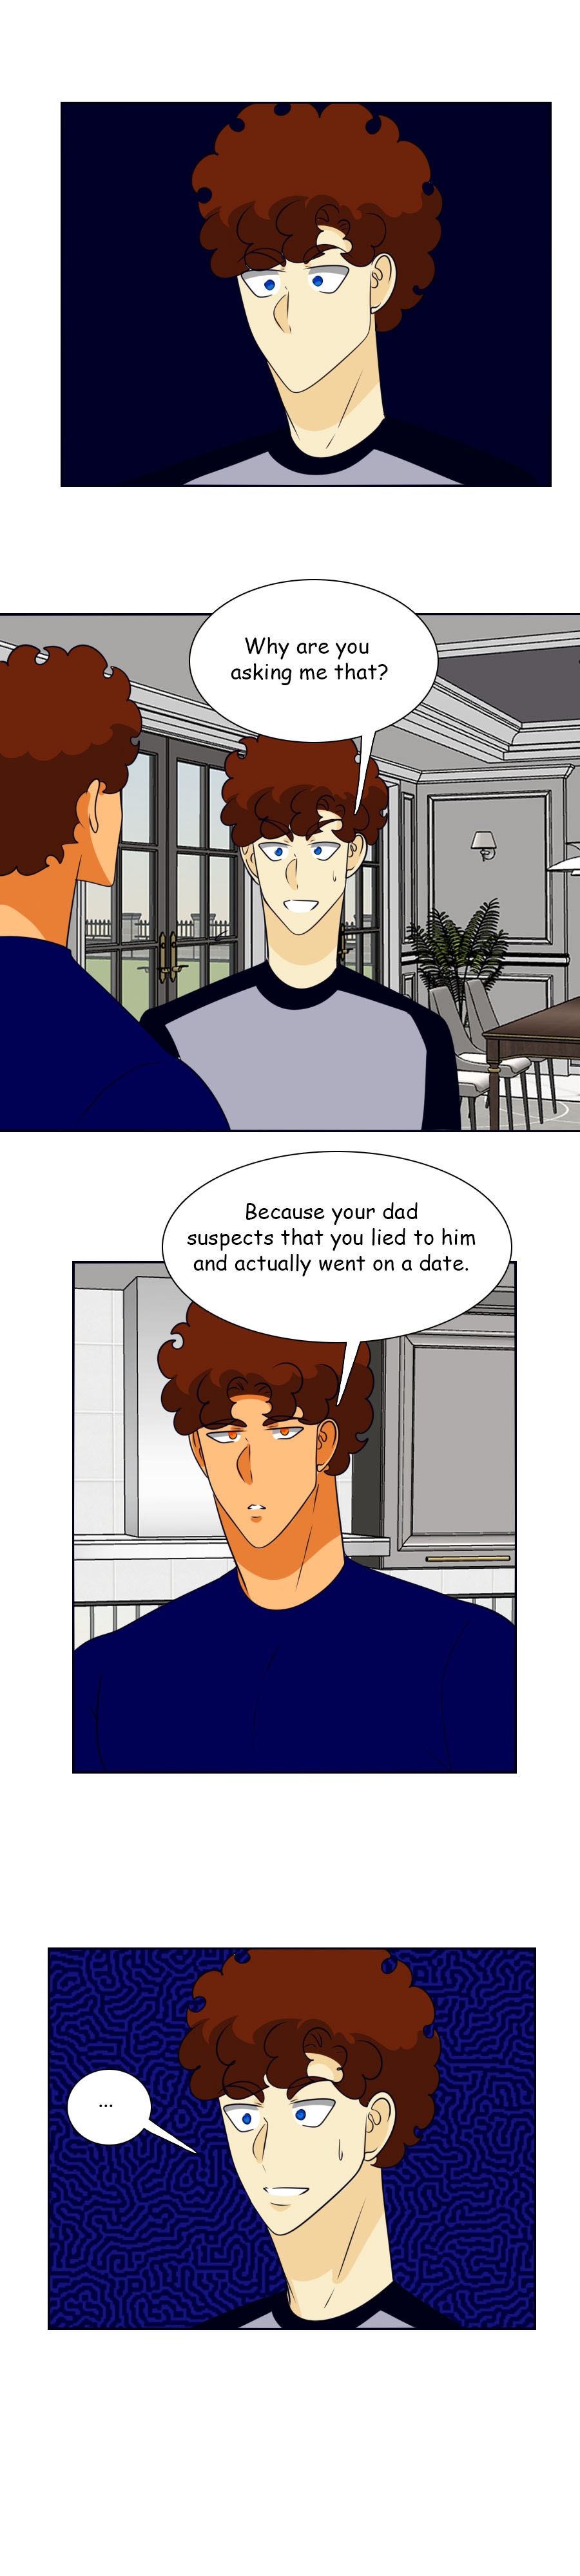 Why are you
asking me that?
Because your dad
suspects that you lied to him
and actually went on a date.
...